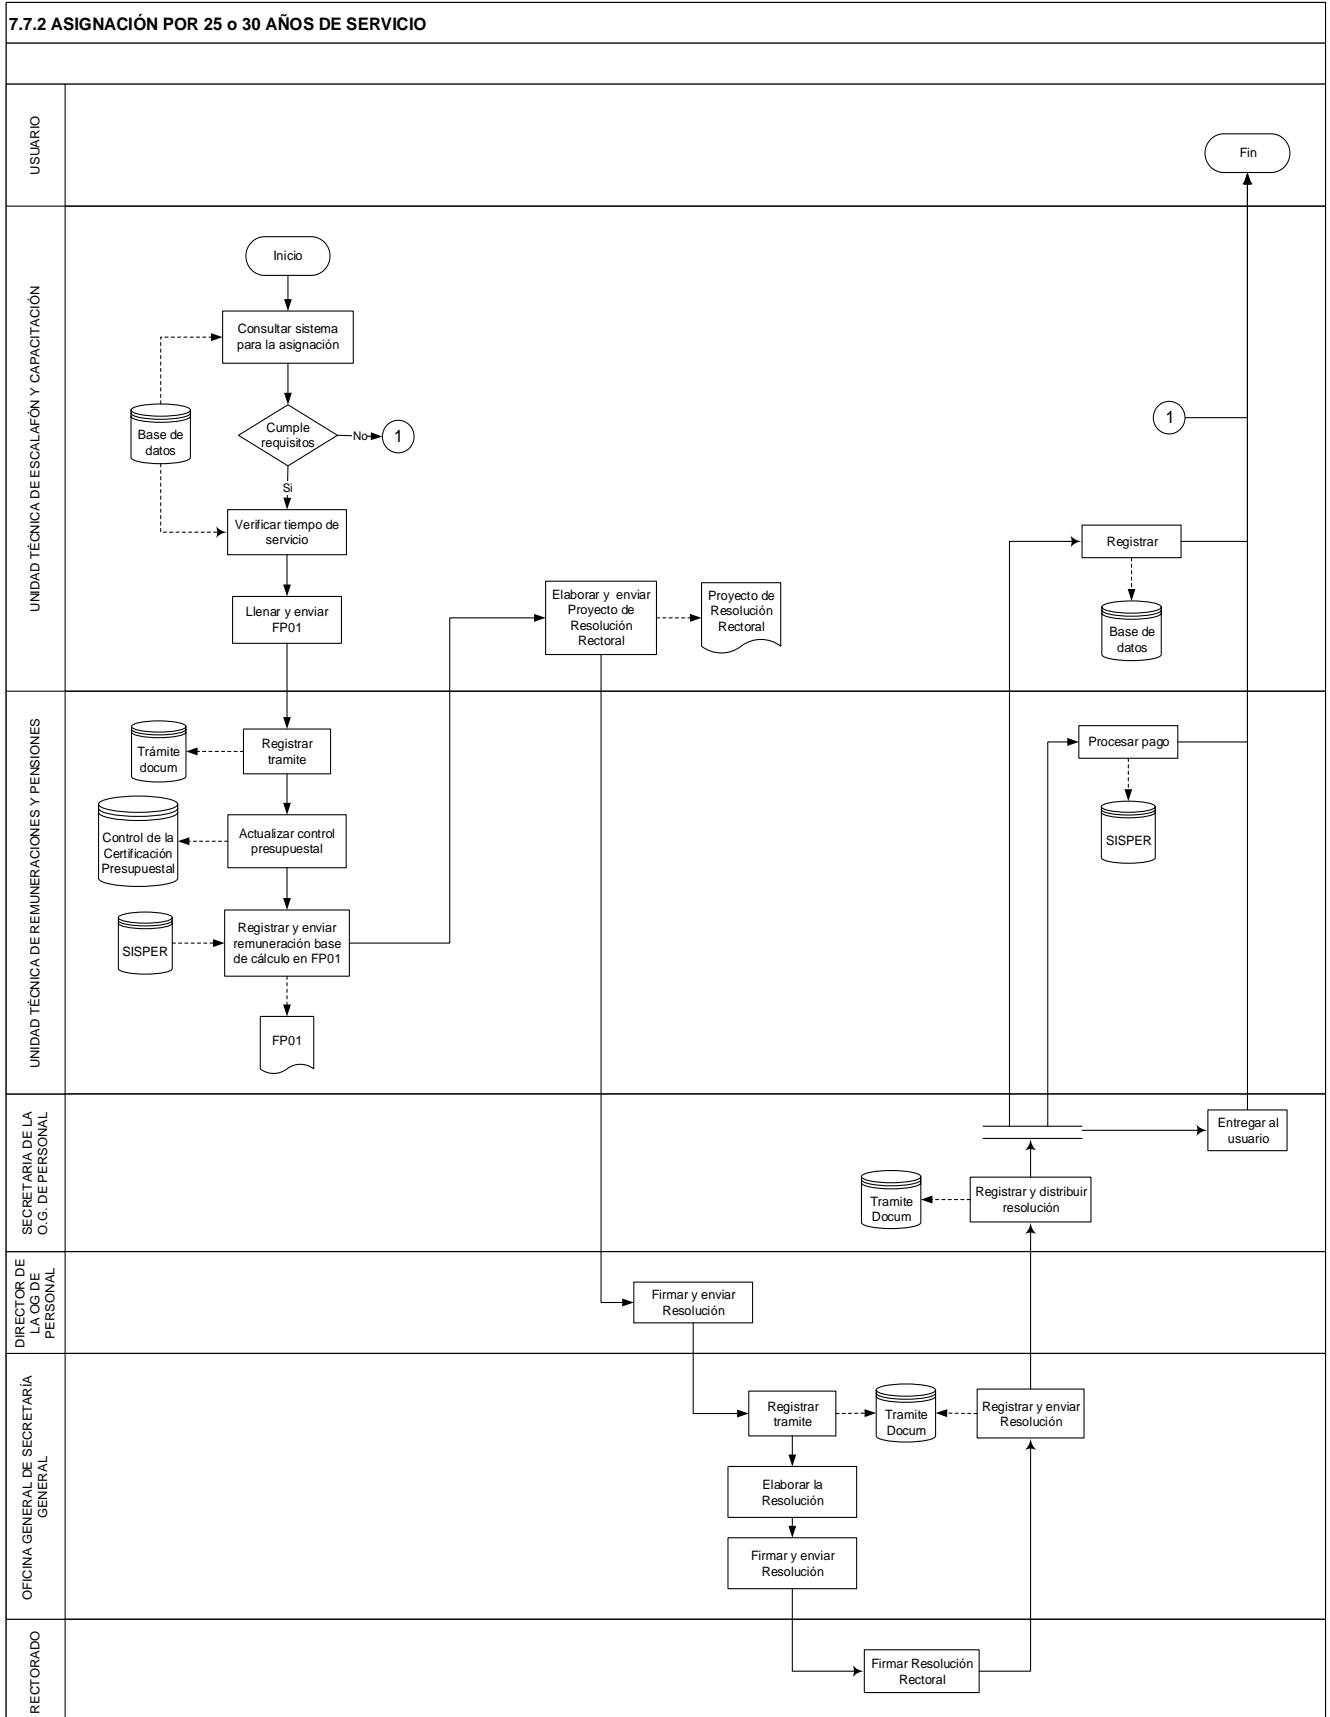 7.7.2 ASIGNACIÓN POR 25 o 30 AÑOS DE SERVICIO
USUARIO
Fin
UNIDAD TÉCNICA DE ESCALAFÓN Y CAPACITACIÓN
Inicio
Consultar sistema
para la asignación
Base de
datos
Cumple
requisitos
No
1
Si
Verificar tiempo de
servicio
Llenar y enviar
FP01
Elaborar y enviar
Proyecto de
Resolución
Rectoral
Proyecto de
Resolución
Rectoral
1
Registrar
Base de
datos
UNIDAD TÉCNICA DE REMUNERACIONES Y PENSIONES
Trámite
docum
Registrar
tramite
Control de la
Certificación
Presupuestal
Actualizar control
presupuestal
SISPER
Registrar y enviar
remuneración base
de cálculo en FP01
FP01
Procesar pago
SISPER
SECRETARIA DE LA
O.G. DE PERSONAL
Entregar al
usuario
Tramite
Docum
Registrar y distribuir
resolución
DIRECTOR DE
LA OG DE
PERSONAL
Firmar y enviar
Resolución
OFICINA GENERAL DE SECRETARÍA
GENERAL
Registrar
tramite
Tramite
Docum
Registrar y enviar
Resolución
Elaborar la
Resolución
Firmar y enviar
Resolución
RECTORADO
Firmar Resolución
Rectoral